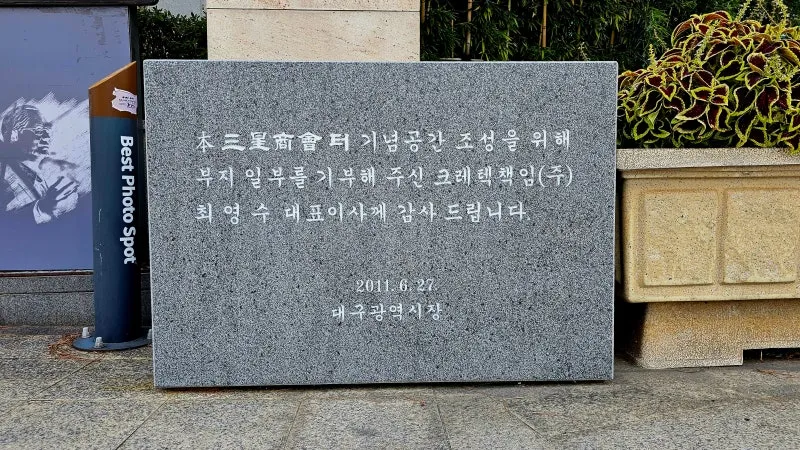 本 三星商會터 기념공간 조성을 위해
부지 일부를 기부해 주신 크레텍책임(주)
최 영 수 대표이사께 감사 드립니다.
2011. 6. 27.
대구광역시장
Best Photo Spot